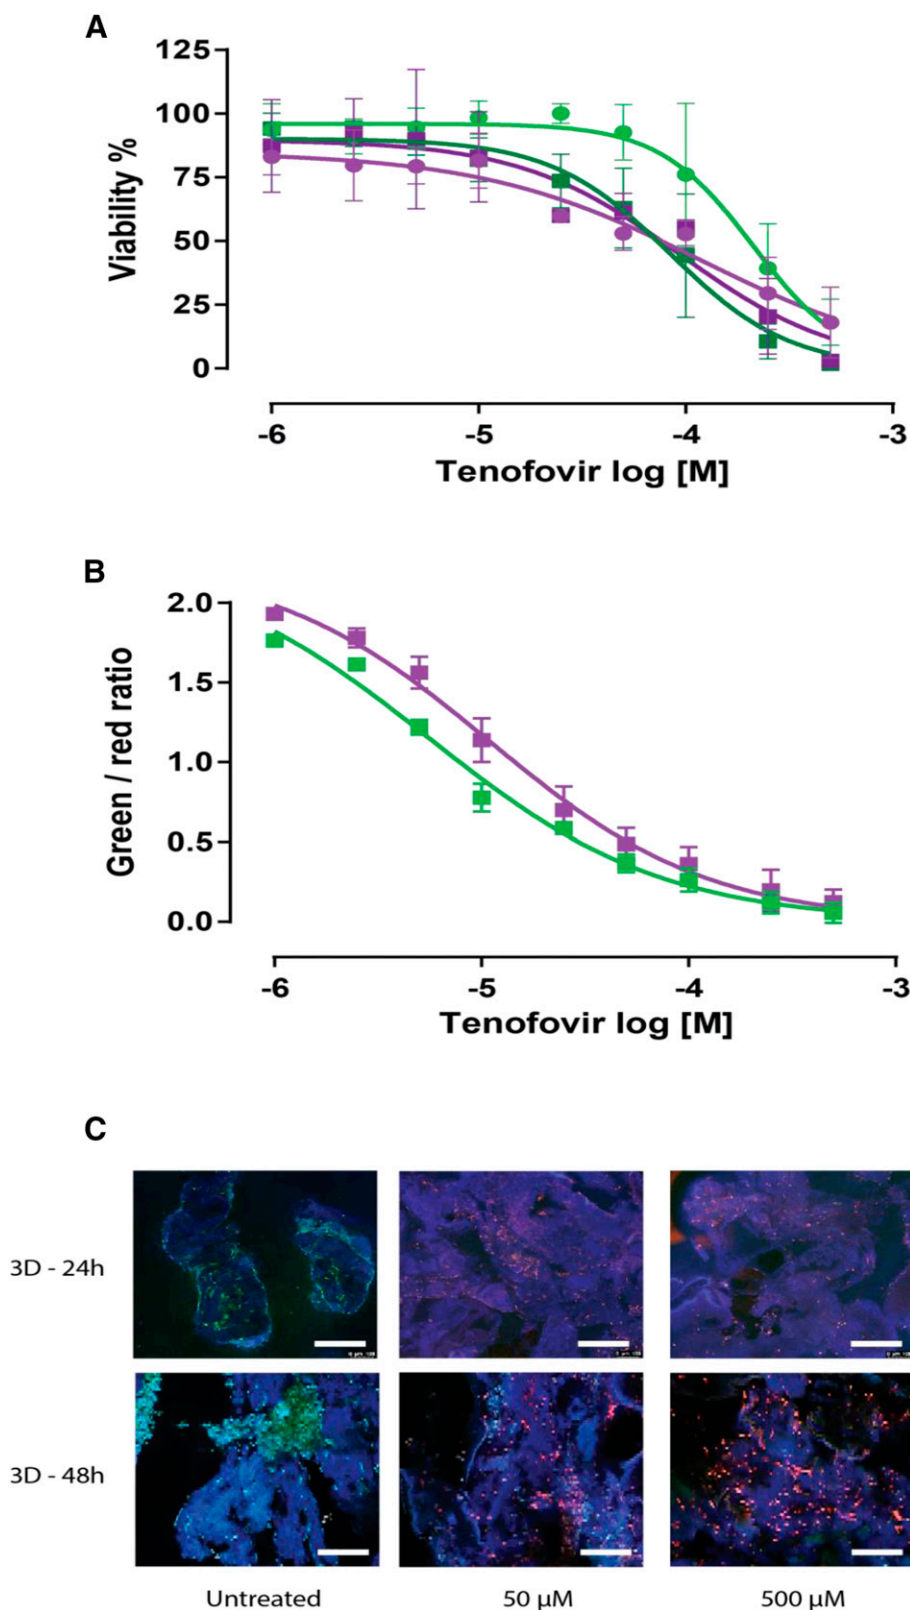 A
125
100
75
50
25
0
Viability %
-6 -5 -4 -3
Tenofovir log [M]
B
2.0
1.5
1.0
0.5
0.0
Green / red ratio
-6 -5 -4 -3
Tenofovir log [M]
C
3D - 24h
3D - 48h
Untreated 50 µM 500 µM